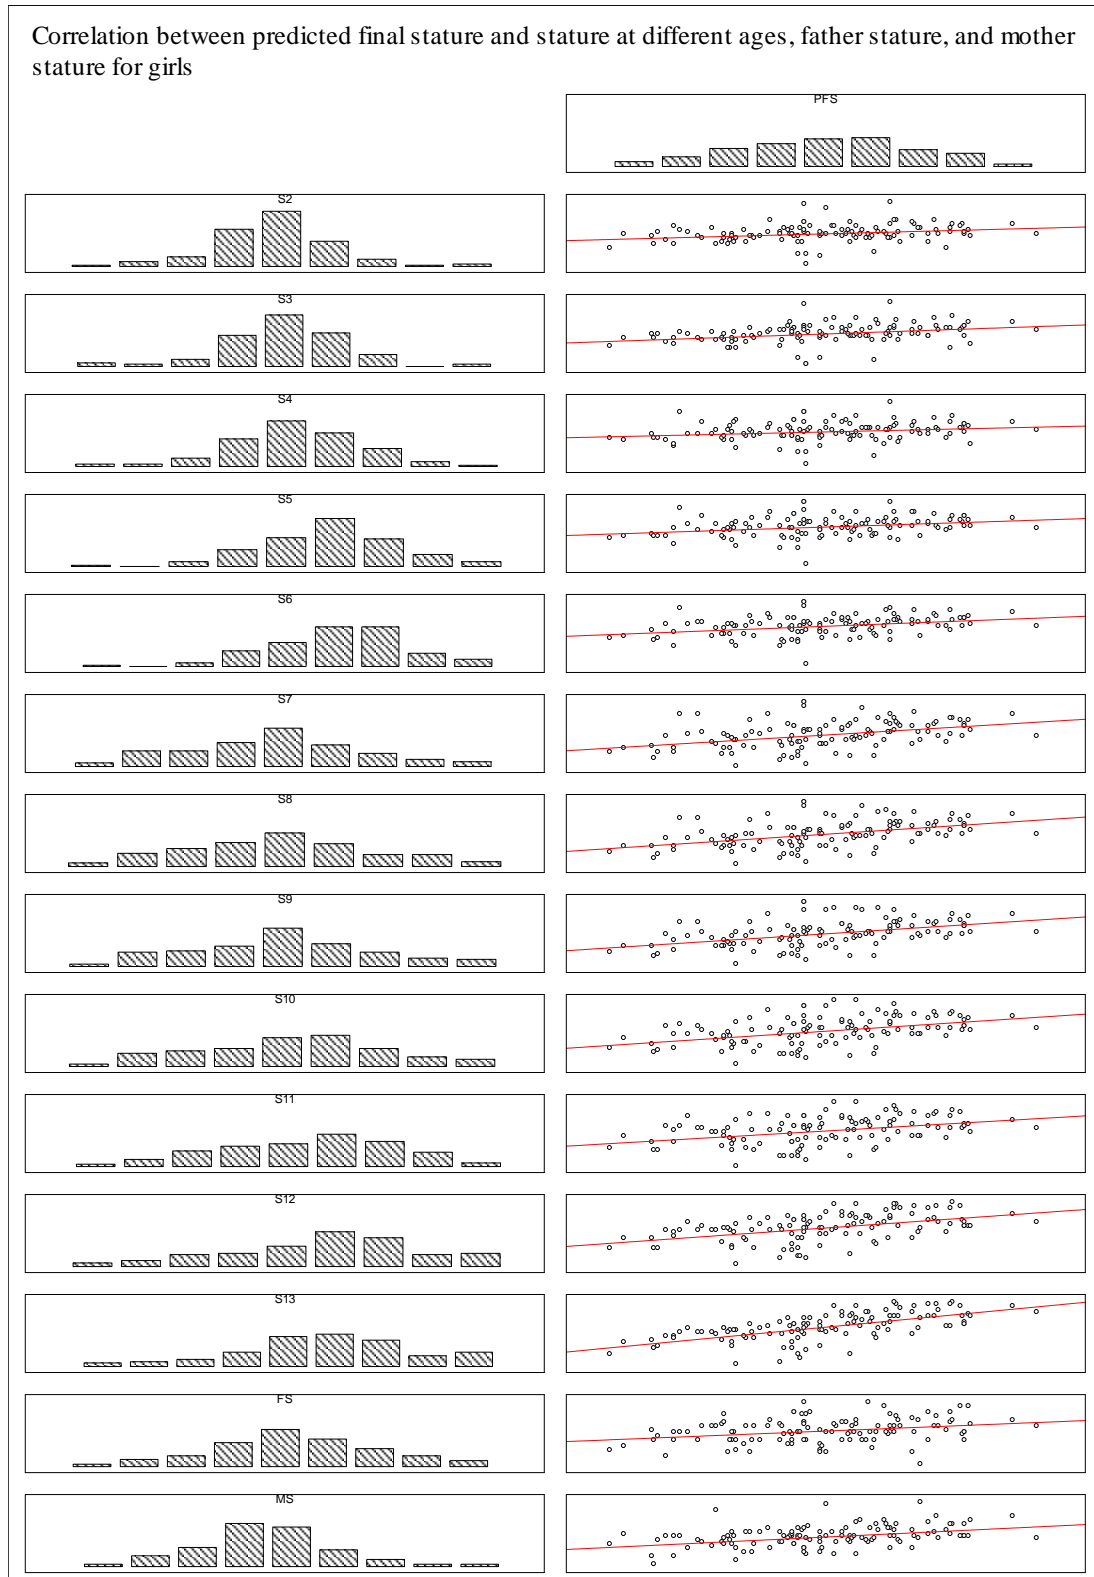 Correlation between predicted final stature and stature at different ages, father stature, and mother
stature for girls
PFS
S2
S3
S4
S5
S6
S7
S8
S9
S10
S11
S12
S13
FS
MS